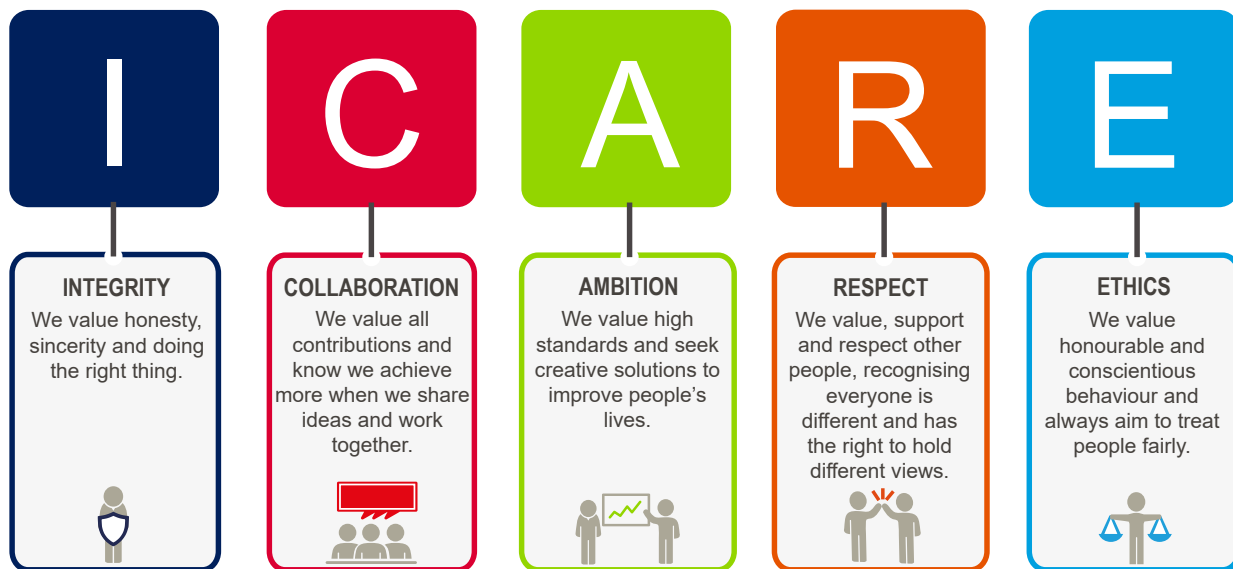 I
C
A
R
E
INTEGRITY
We value honesty,
sincerity and doing
the right thing.
COLLABORATION
We value all
contributions and
know we achieve
more when we share
ideas and work
together.
AMBITION
We value high
standards and seek
creative solutions to
improve people’s
lives.
RESPECT
We value, support
and respect other
people, recognising
everyone is
different and has
the right to hold
different views.
ETHICS
We value
honourable and
conscientious
behaviour and
always aim to treat
people fairly.